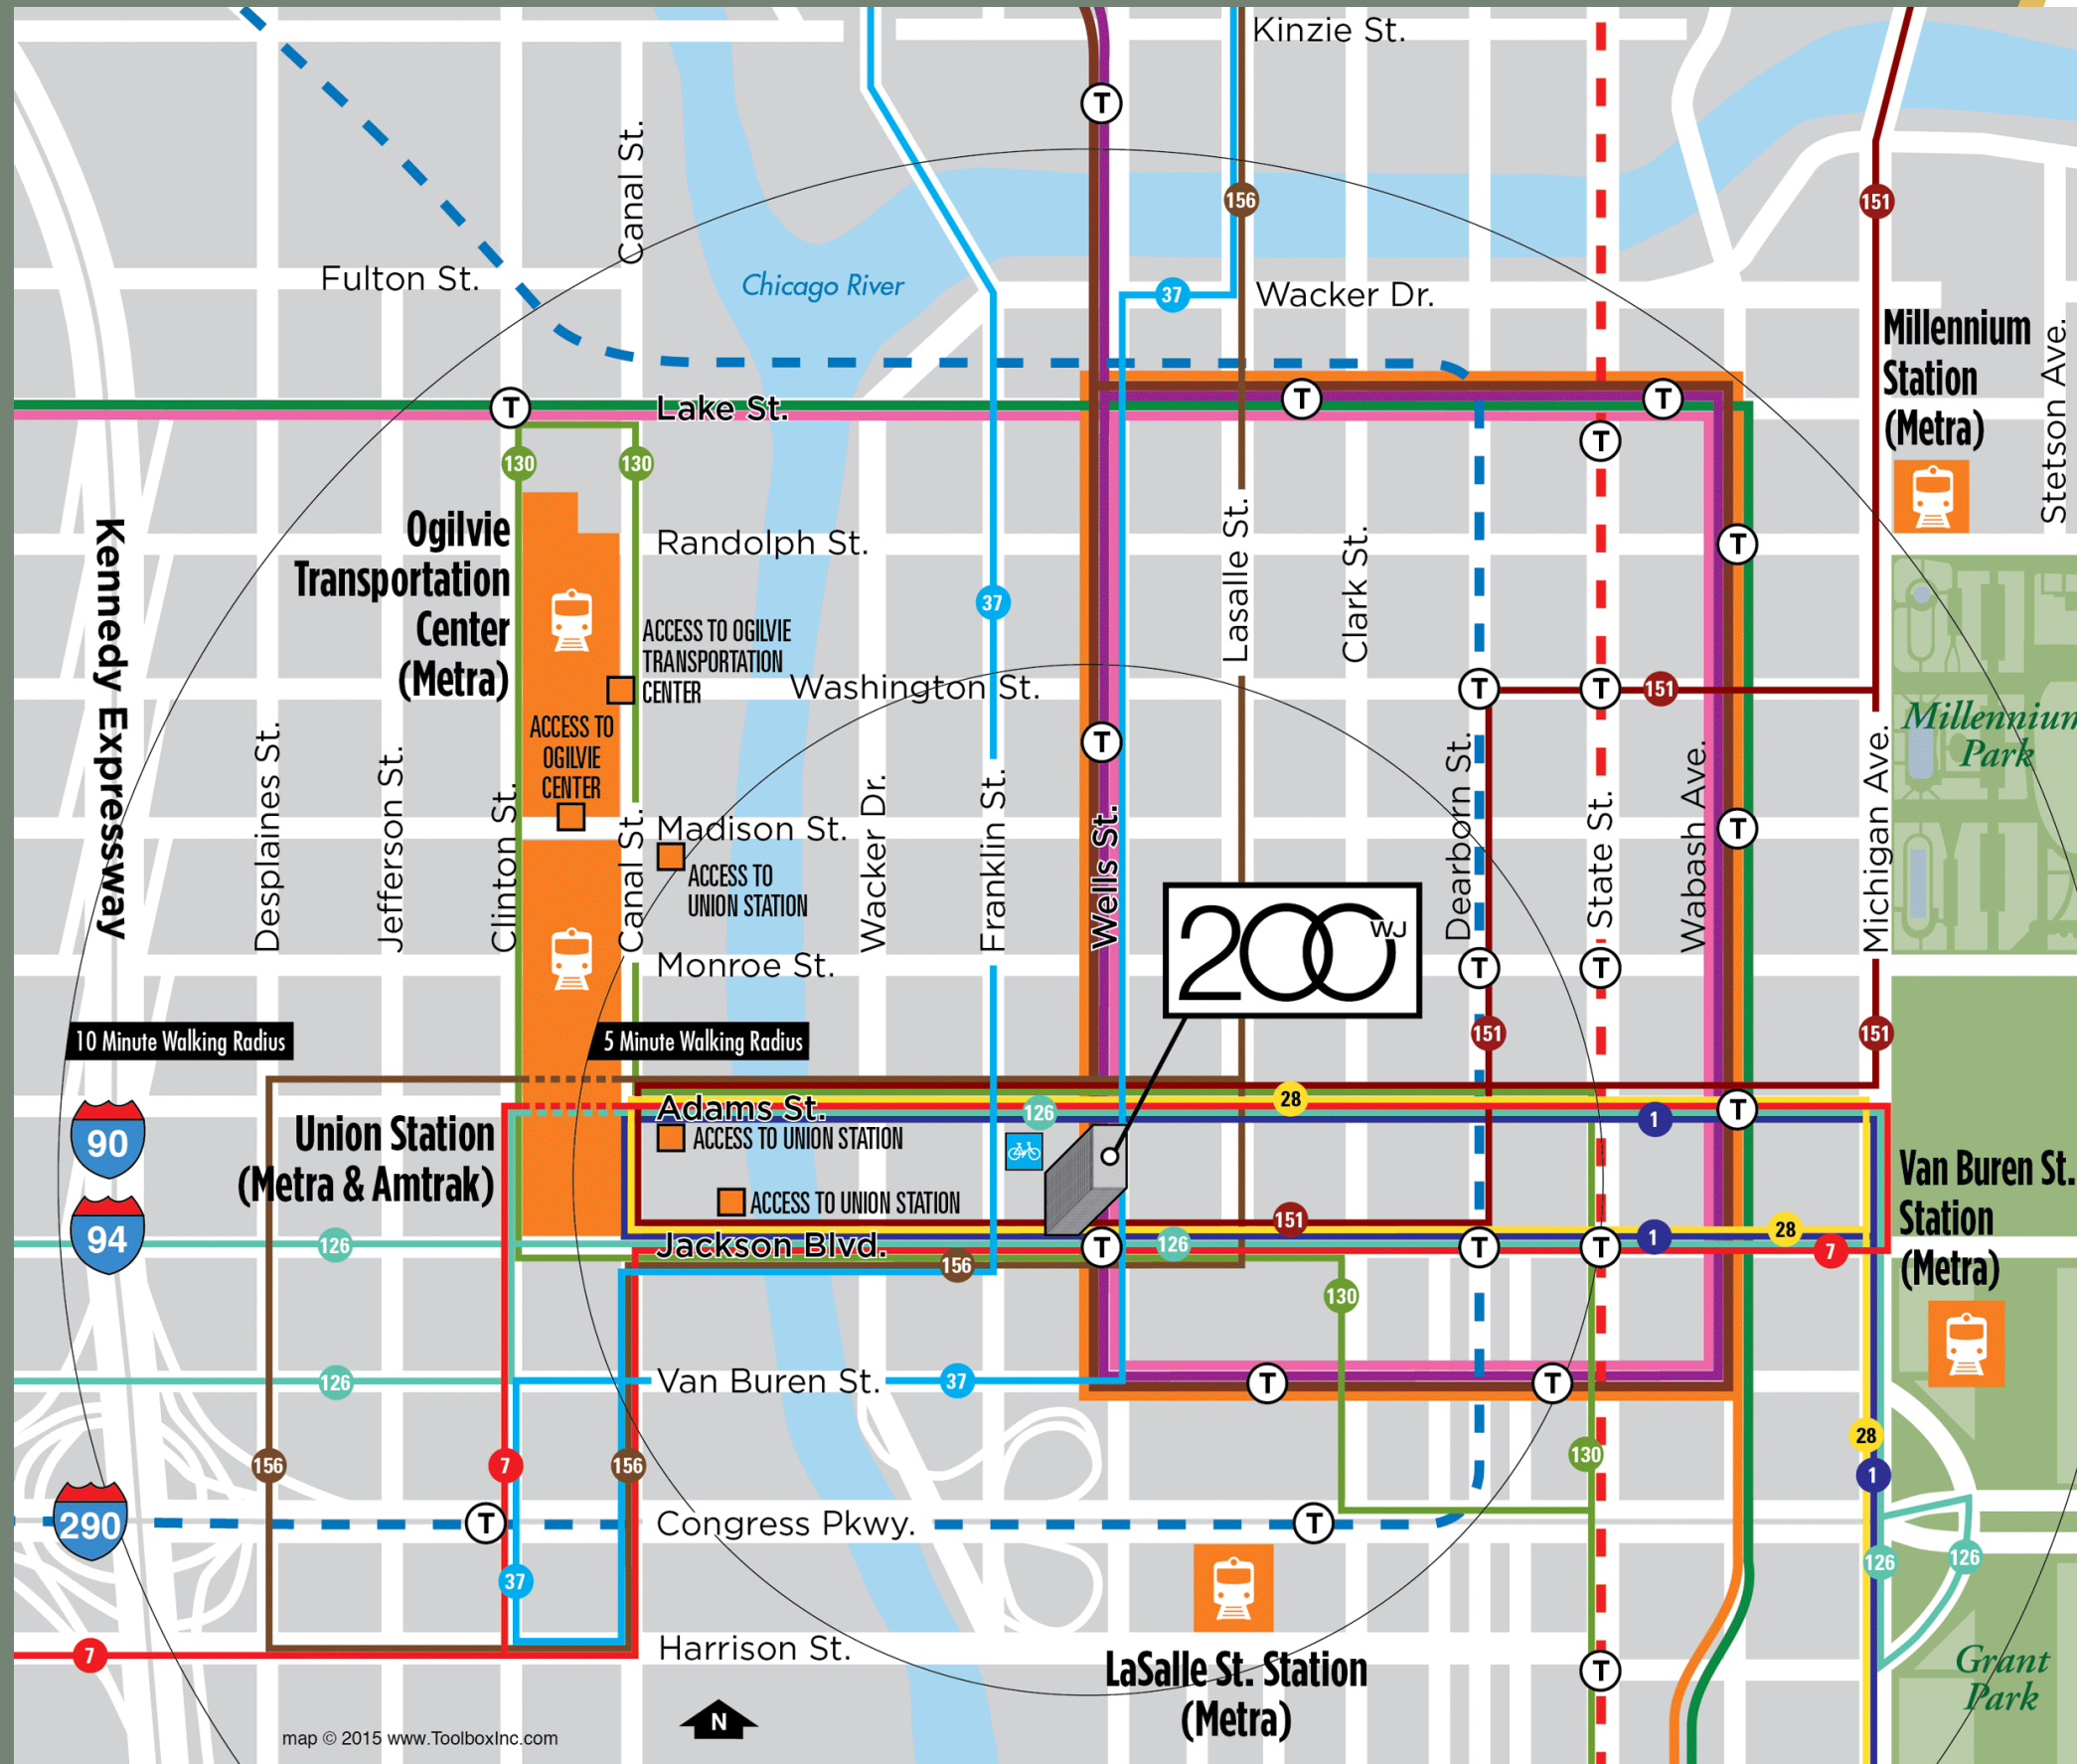 Kinzie St.
T
Canal St.
156
151
Fulton St.
Chicago River
37
Wacker Dr.
Millennium
Station
(Metra)
Stetson Ave.
T
Lake St.
T
T
T
130
130
Kennedy Expressway
Ogilvie
Transportation
Center
(Metra)
Randolph St.
Lasalle St.
Clark St.
T
37
ACCESS TO OGILVIE
TRANSPORTATION
CENTER
Washington St.
T
T
151
ACCESS TO
OGILVIE
CENTER
T
Millennium
Park
Desplaines St.
Jefferson St.
Clinton St.
Canal St.
Madison St.
Wacker Dr.
Franklin St.
Wells St.
Dearborn St.
State St.
Wabash Ave.
T
Michigan Ave.
ACCESS TO
UNION STATION
200
WJ
Monroe St.
T
T
10 Minute Walking Radius
5 Minute Walking Radius
151
151
90
Union Station
(Metra & Amtrak)
Adams St.
126
28
1
T
ACCESS TO UNION STATION
Van Buren St.
Station
(Metra)
94
ACCESS TO UNION STATION
151
126
Jackson Blvd.
T
126
T
T
1
28
7
156
130
126
Van Buren St.
37
T
T
156
7
156
130
28
1
290
T
Congress Pkwy.
T
126
126
37
7
Harrison St.
LaSalle St. Station
(Metra)
T
Grant
Park
N
map © 2015 www.ToolboxInc.com